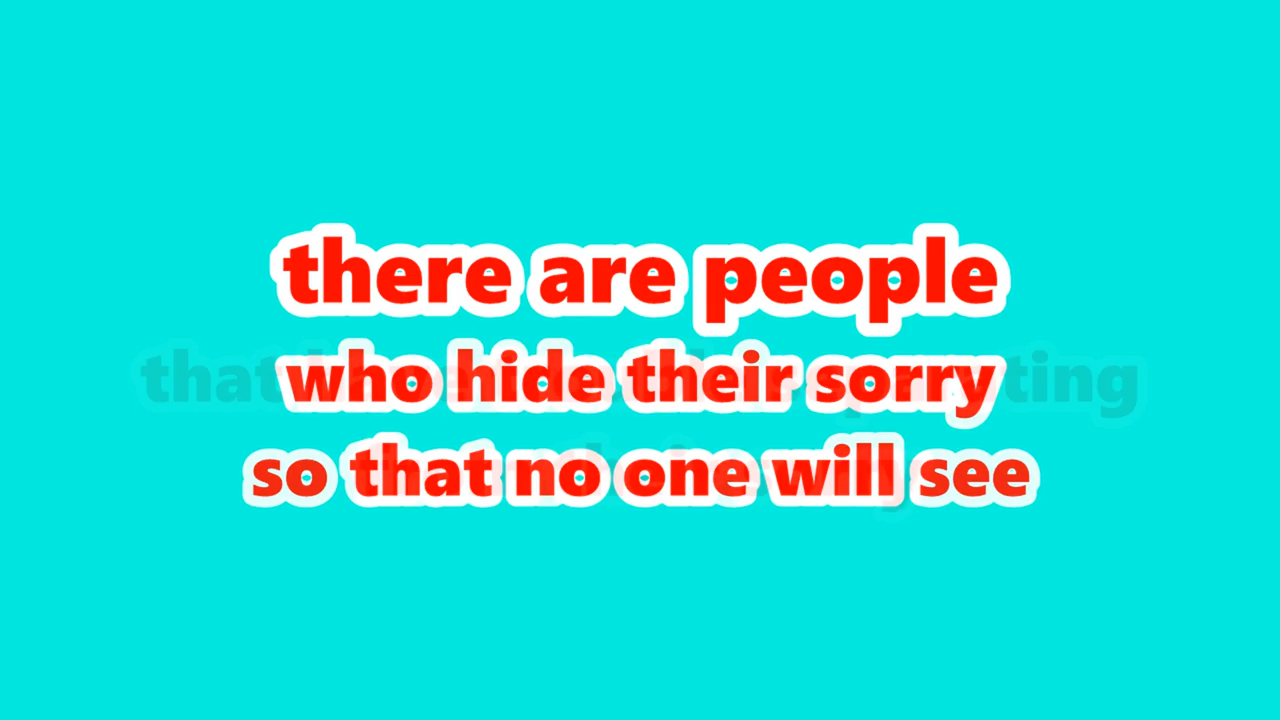 there are people
who hide their sorry
so that no one will see